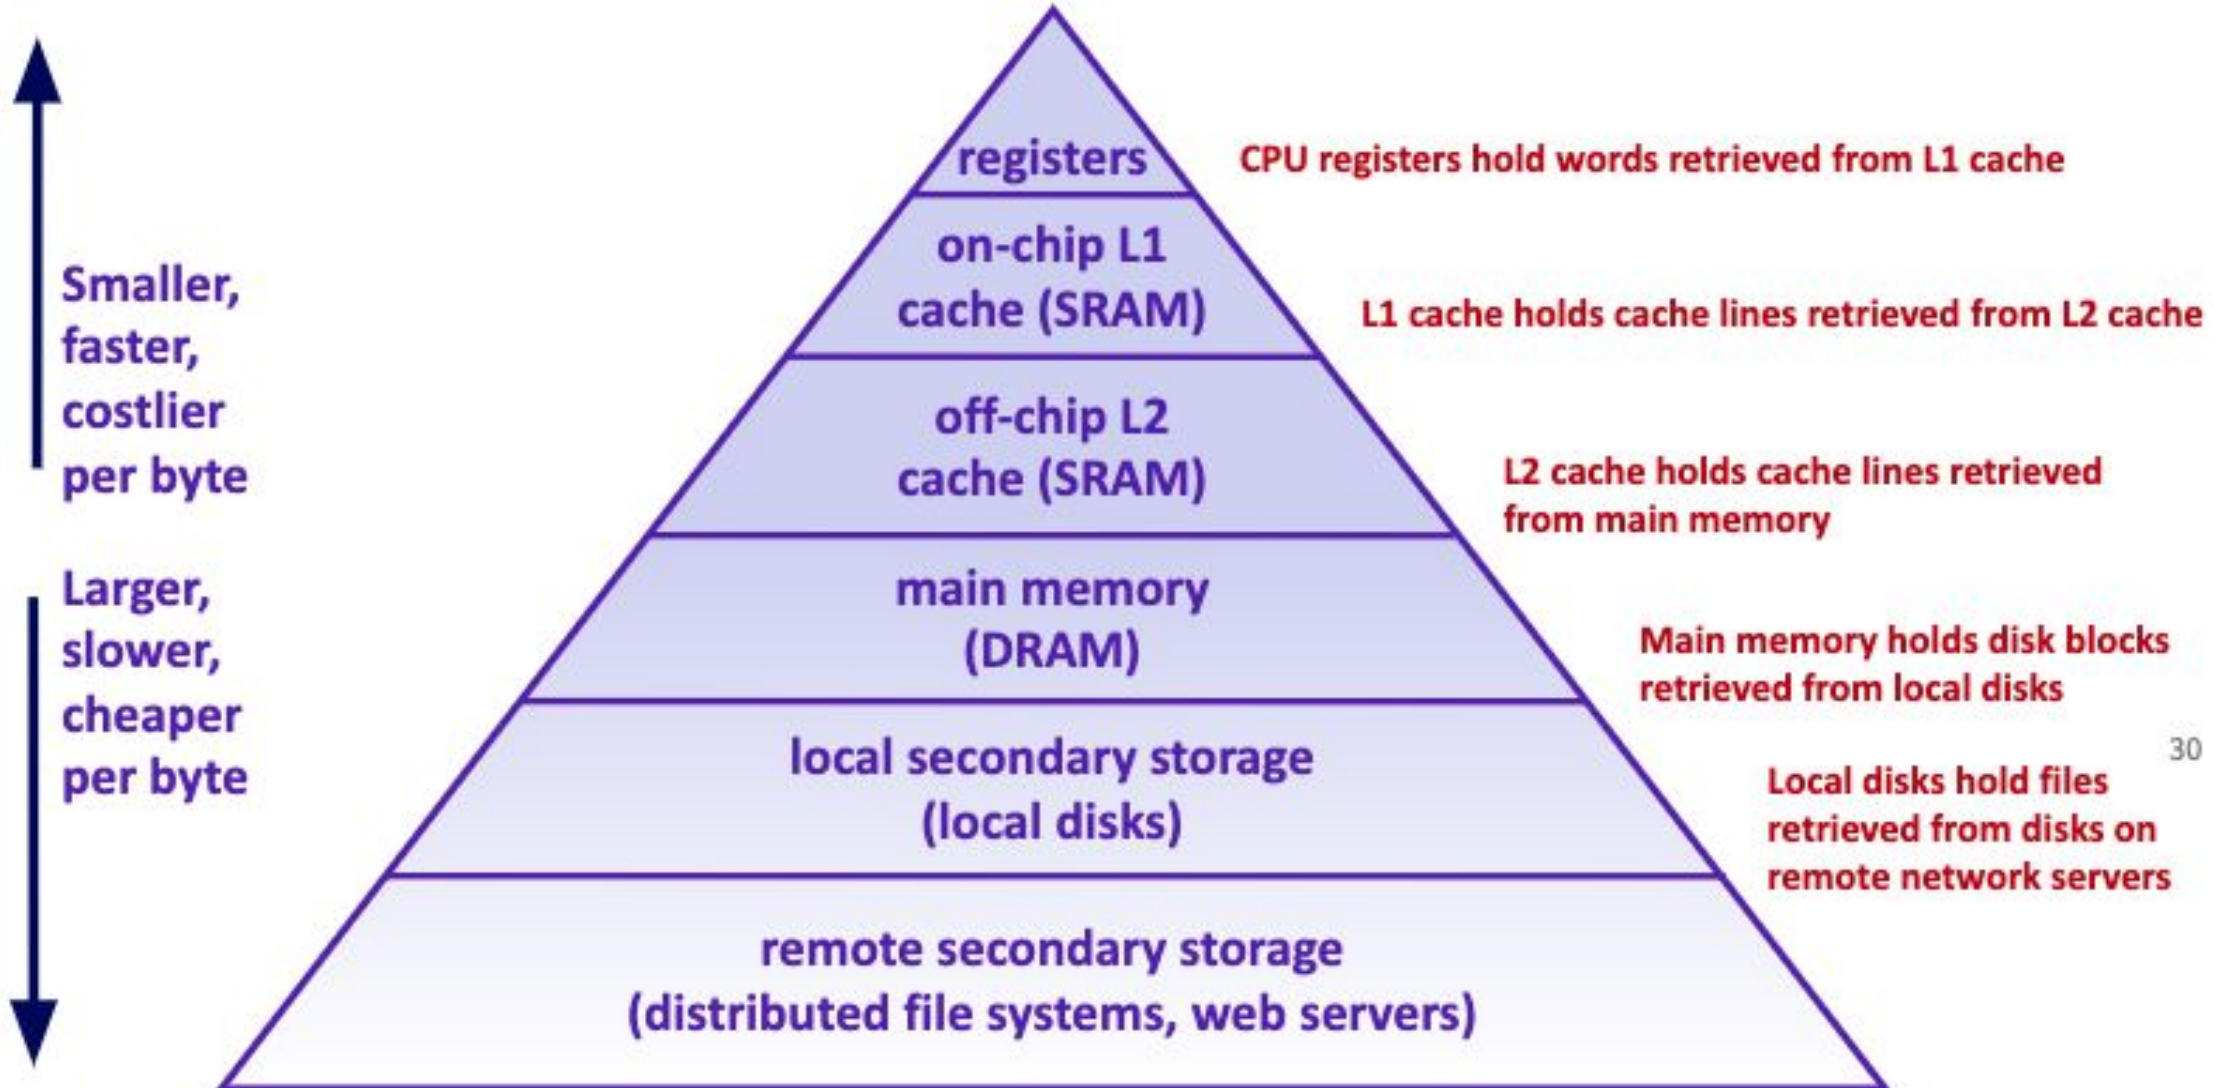 Smaller,
faster,
costlier
per byte
Larger,
slower,
cheaper
per byte
registers
CPU registers hold words retrieved from L1 cache
on-chip L1
cache (SRAM)
L1 cache holds cache lines retrieved from L2 cache
off-chip L2
cache (SRAM)
L2 cache holds cache lines retrieved
from main memory
main memory
(DRAM)
Main memory holds disk blocks
retrieved from local disks
local secondary storage
(local disks)
30
Local disks hold files
retrieved from disks on
remote network servers
remote secondary storage
(distributed file systems, web servers)